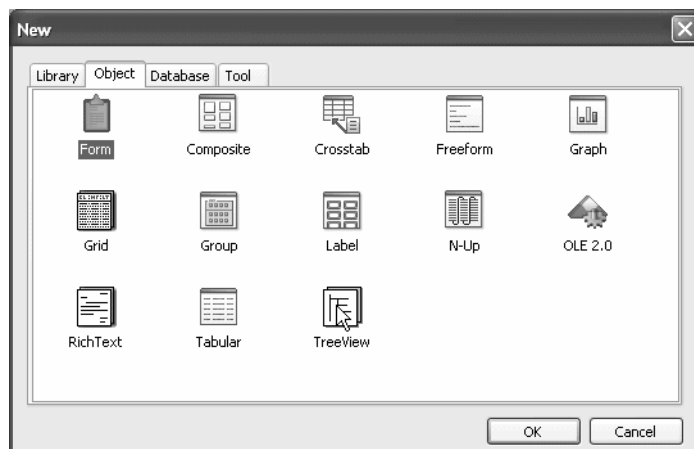 New
Library Object Database Tool
Form Composite Crosstab Freeform Graph
Grid Group Label N-Up OLE 2.0
RichText Tabular TreeView
OK Cancel